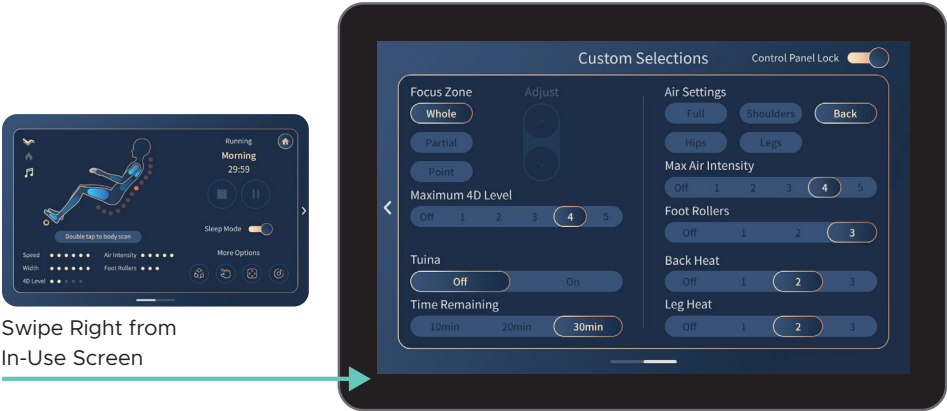 Running
Morning
29:59
Sleep Mode
Double tap to body scan
Speed
Air Intensity
More Options
Width
Foot Rollers
4D Level
Swipe Right from
In-Use Screen
Custom Selections
Control Panel Lock
Focus Zone
Adjust
Whole
Partial
Point
Maximum 4D Level
Off 1 2 3 4 5
Tuina
Off On
Time Remaining
10min 20min 30min
Air Settings
Full Shoulders Back
Hips Legs
Max Air Intensity
Off 1 2 3 4 5
Foot Rollers
Off 1 2 3
Back Heat
Off 1 2 3
Leg Heat
Off 1 2 3